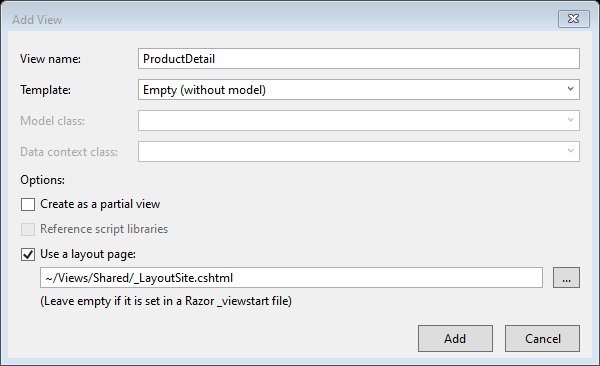 Add View
View name: ProductDetail
Template: Empty (without model)
Model class:
Data context class:
Options:
Create as a partial view
Reference script libraries
Use a layout page:
~/Views/Shared/_LayoutSite.cshtml ...
(Leave empty if it is set in a Razor _viewstart file)
Add Cancel